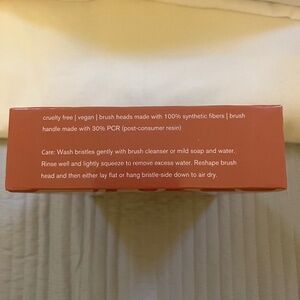 cruelty free | vegan | brush heads made with 100% synthetic fibers | brush
handle made with 30% PCR (post-consumer resin)
Care: Wash bristles gently with brush cleanser or mild soap and water.
Rinse well and lightly squeeze to remove excess water. Reshape brush
head and then either lay flat or hang bristle-side down to air dry.